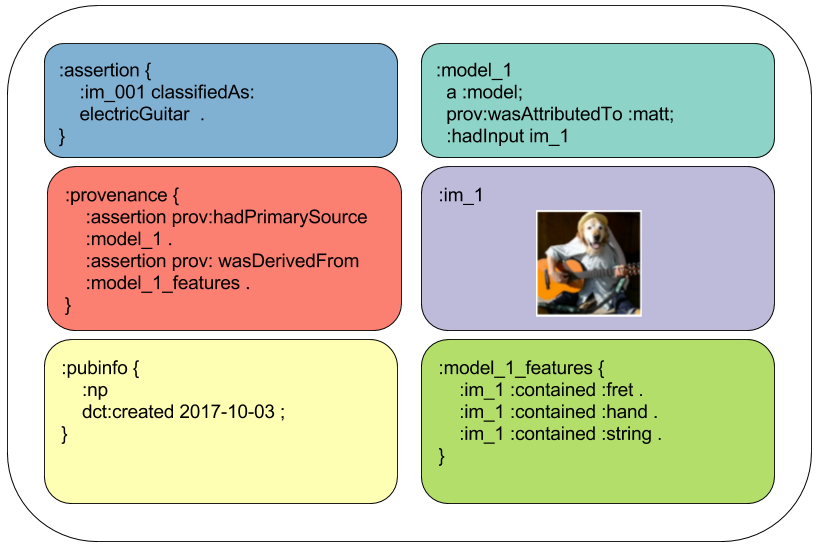 :assertion {
:im_001 classifiedAs:
electricGuitar .
}
:model_1
a :model;
prov:wasAttributedTo :matt;
:hadInput im_1
:provenance {
:assertion prov:hadPrimarySource
:model_1 .
:assertion prov: wasDerivedFrom
:model_1_features .
}
:im_1
:pubinfo {
:np
dct:created 2017-10-03 ;
}
:model_1_features {
:im_1 :contained :fret .
:im_1 :contained :hand .
:im_1 :contained :string .
}